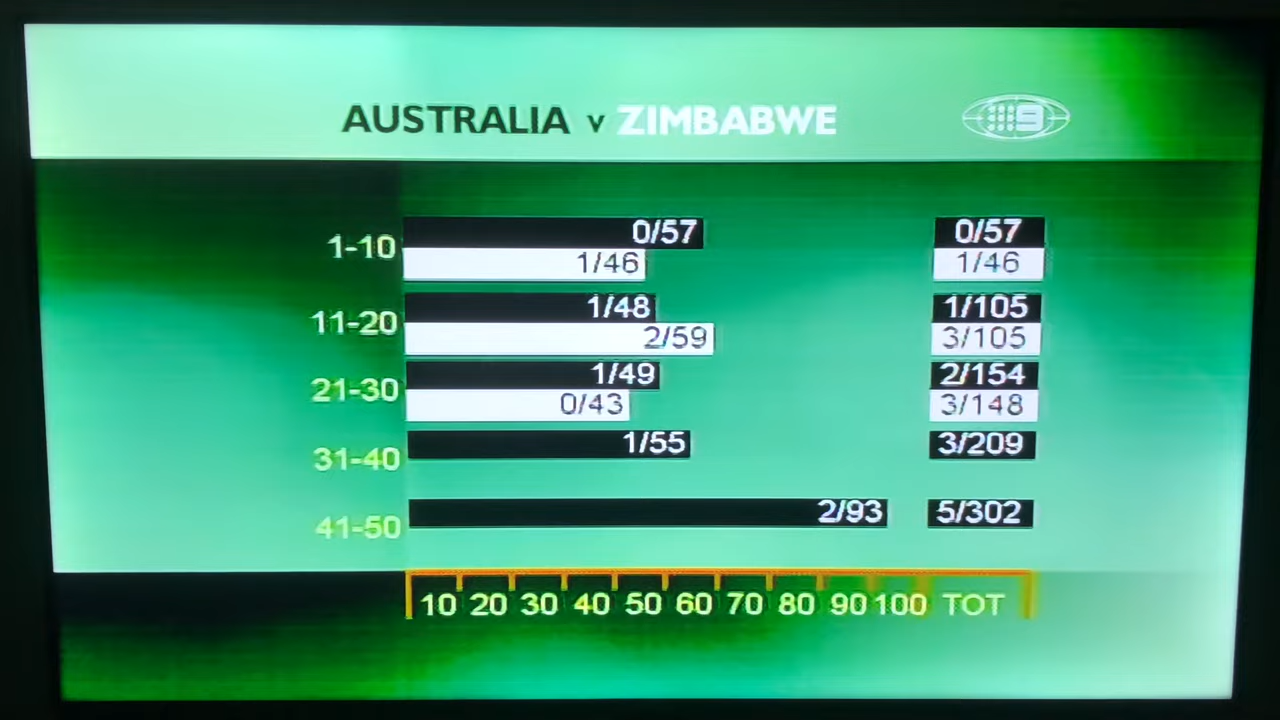 AUSTRALIA v ZIMBABWE 9
1-10 0/57 0/57
1/46 1/46
11-20 1/48 1/105
2/59 3/105
21-30 1/49 2/154
0/43 3/148
31-40 1/55 3/209
41-50 2/93 5/302
10 20 30 40 50 60 70 80 90 100 TOT